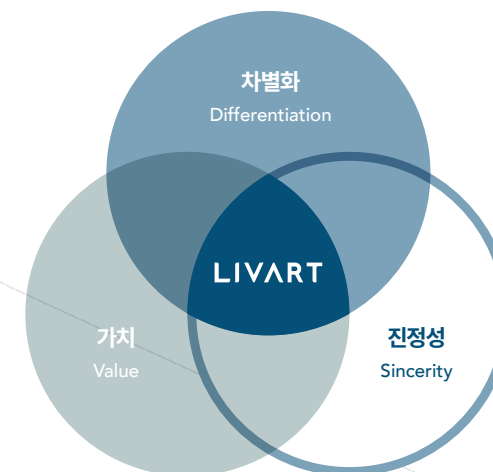 차별화
Differentiation
LIVART
가치
Value
진정성
Sincerity